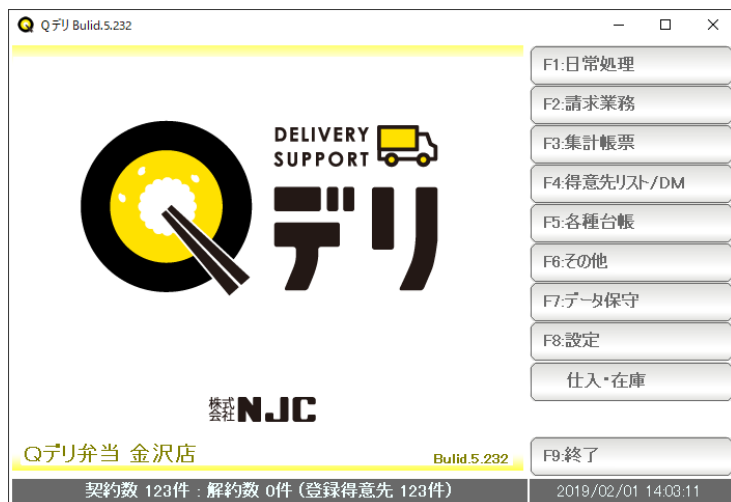 Qデリ Bulid.5.232
F1:日常処理
F2:請求業務
F3:集計帳票
F4:得意先リスト/DM
F5:各種台帳
F6:その他
F7:データ保守
F8:設定
仕入・在庫
F9:終了
DELIVERY
SUPPORT
Qデリ
株式会社NJC
Qデリ弁当 金沢店
Bulid.5.232
契約数 123件 : 解約数 0件 (登録得意先 123件)
2019/02/01 14:03:11